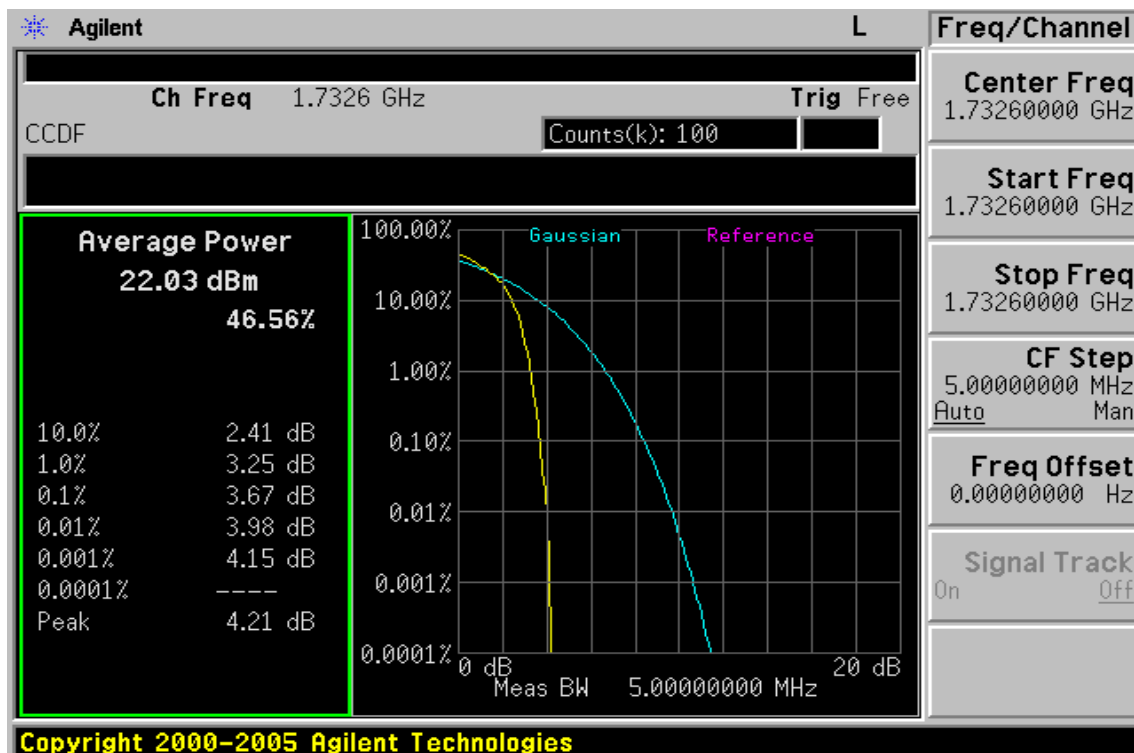 Agilent L Freq/Channel
Ch Freq 1.7326 GHz Trig Free
CCDF Counts(k): 100
Average Power
22.03 dBm
46.56%
10.0% 2.41 dB
1.0% 3.25 dB
0.1% 3.67 dB
0.01% 3.98 dB
0.001% 4.15 dB
0.0001% ----
Peak 4.21 dB
Gaussian Reference
100.00%
10.00%
1.00%
0.10%
0.01%
0.001%
0.0001%
0 dB 20 dB
Meas BW 5.00000000 MHz
Center Freq
1.73260000 GHz
Start Freq
1.73260000 GHz
Stop Freq
1.73260000 GHz
CF Step
5.00000000 MHz
Auto Man
Freq Offset
0.00000000 Hz
Signal Track
On Off
Copyright 2000-2005 Agilent Technologies